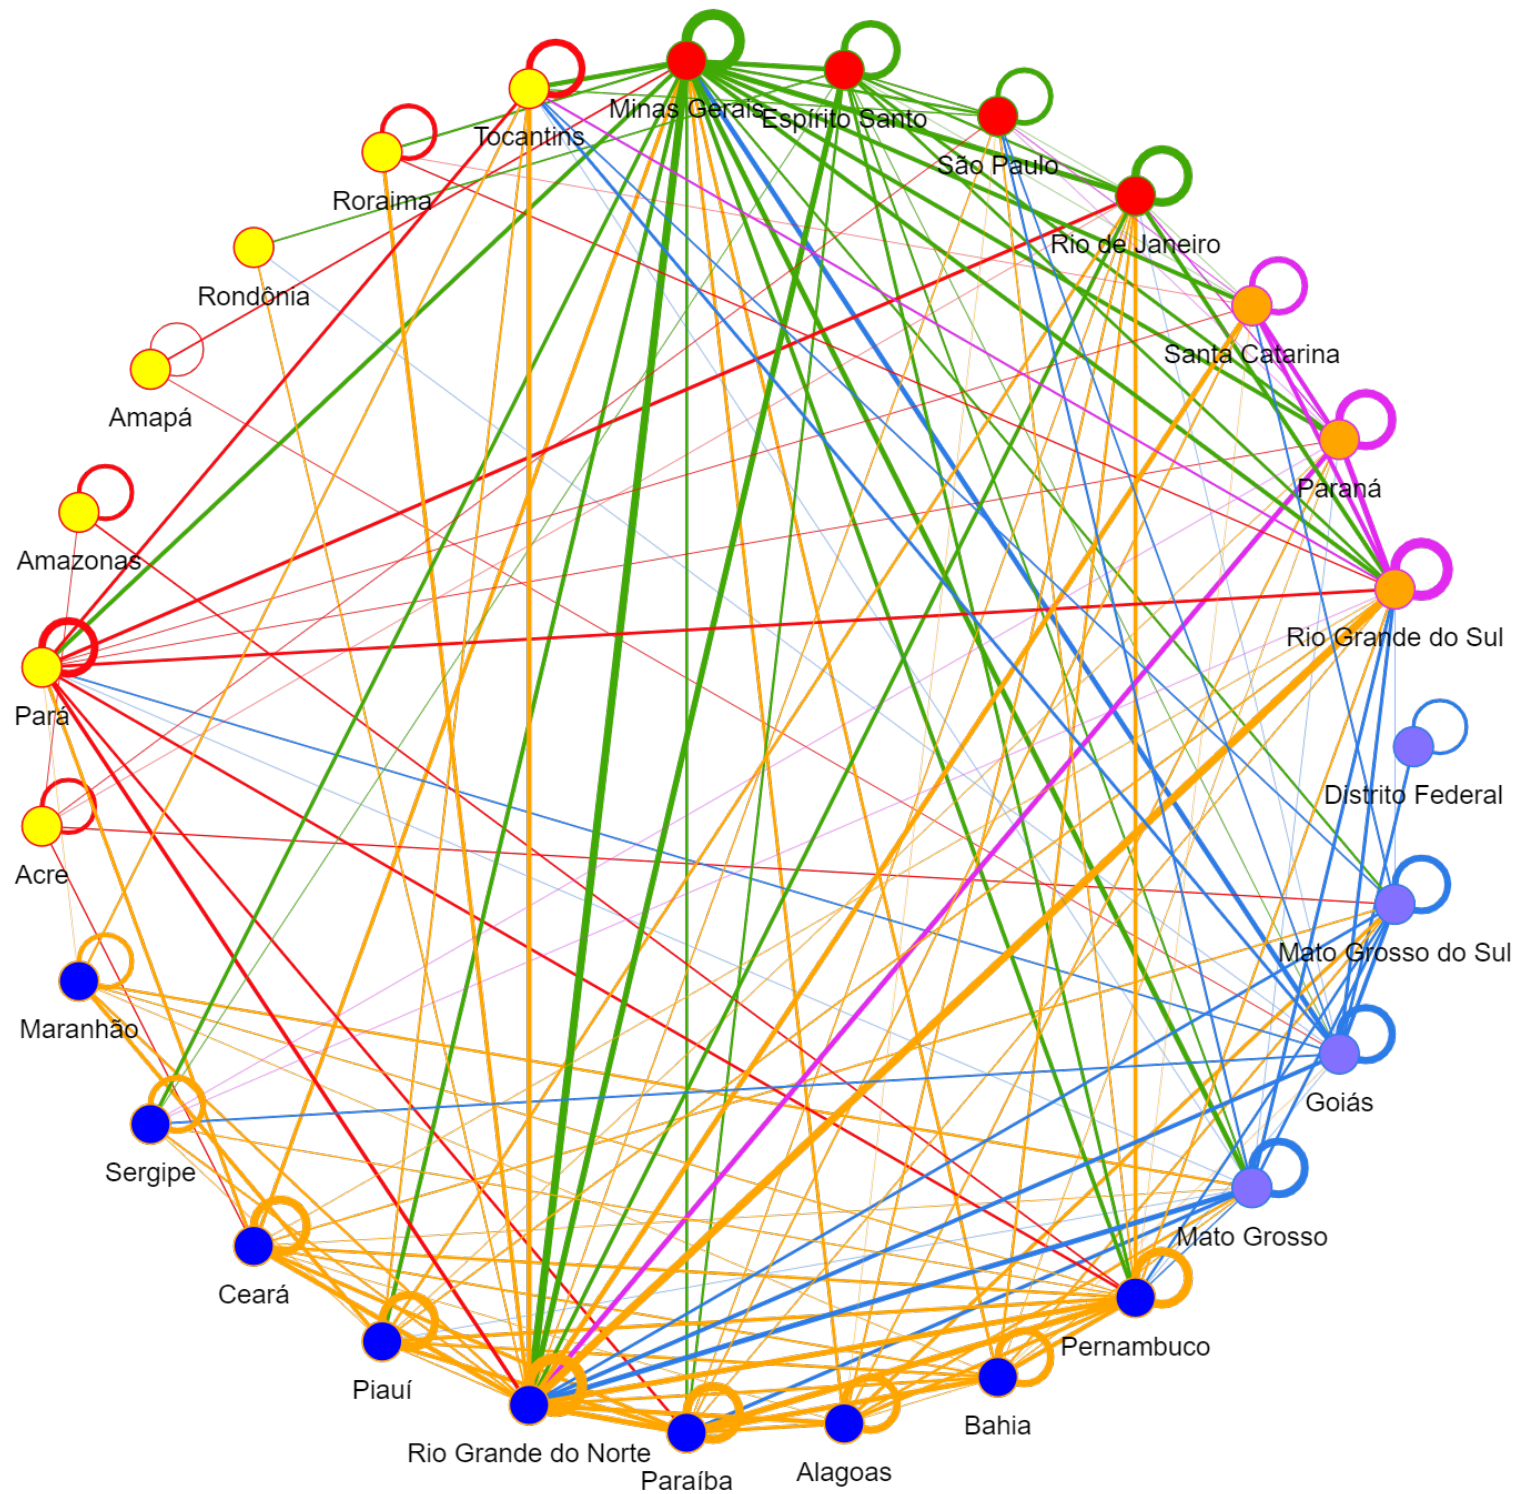 Minas Gerais
Espírito Santo
Tocantins
São Paulo
Roraima
Rio de Janeiro
Rondônia
Santa Catarina
Amapá
Paraná
Amazonas
Rio Grande do Sul
Pará
Distrito Federal
Acre
Mato Grosso do Sul
Maranhão
Goiás
Sergipe
Mato Grosso
Ceará
Pernambuco
Piauí
Bahia
Rio Grande do Norte
Alagoas
Paraíba